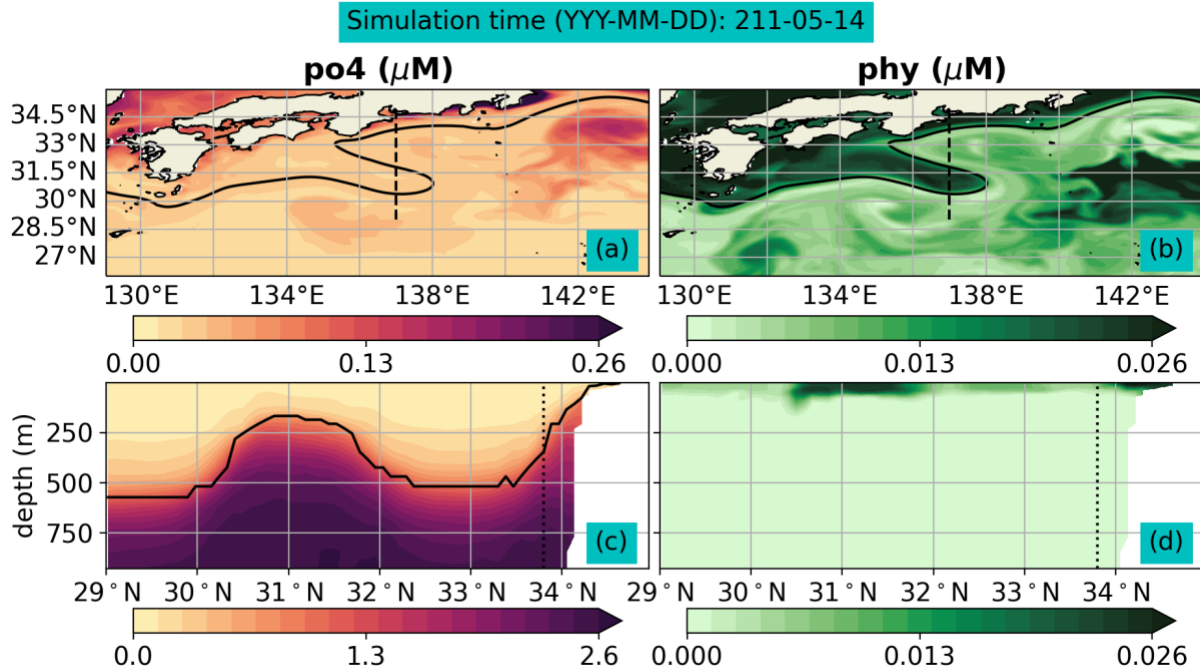 Simulation time (YYY-MM-DD): 211-05-14
po4 (μM)
phy (μM)
34.5°N
33°N
31.5°N
30°N
28.5°N
27°N
(a)
(b)
130°E 134°E 138°E 142°E
130°E 134°E 138°E 142°E
0.00 0.13 0.26
0.000 0.013 0.026
depth (m)
250
500
750
(c)
(d)
29°N 30°N 31°N 32°N 33°N 34°N
29°N 30°N 31°N 32°N 33°N 34°N
0.0 1.3 2.6
0.000 0.013 0.026